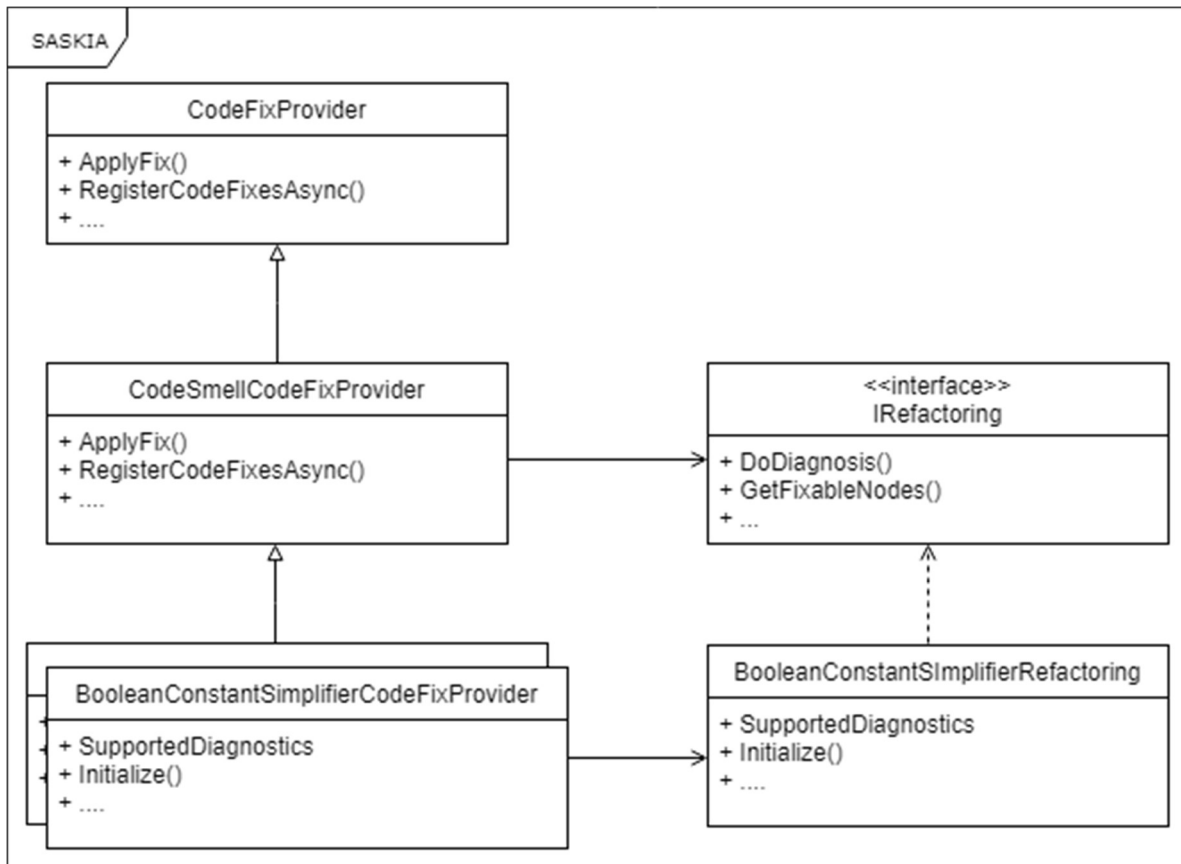 SASKIA
CodeFixProvider
+ ApplyFix()
+ RegisterCodeFixesAsync()
+ ....
CodeSmellCodeFixProvider
+ ApplyFix()
+ RegisterCodeFixesAsync()
+ ....
<<interface>>
IRefactoring
+ DoDiagnosis()
+ GetFixableNodes()
+ ...
BooleanConstantSimplifierCodeFixProvider
+ SupportedDiagnostics
+ Initialize()
+ ....
BooleanConstantSImplifierRefactoring
+ SupportedDiagnostics
+ Initialize()
+ ....